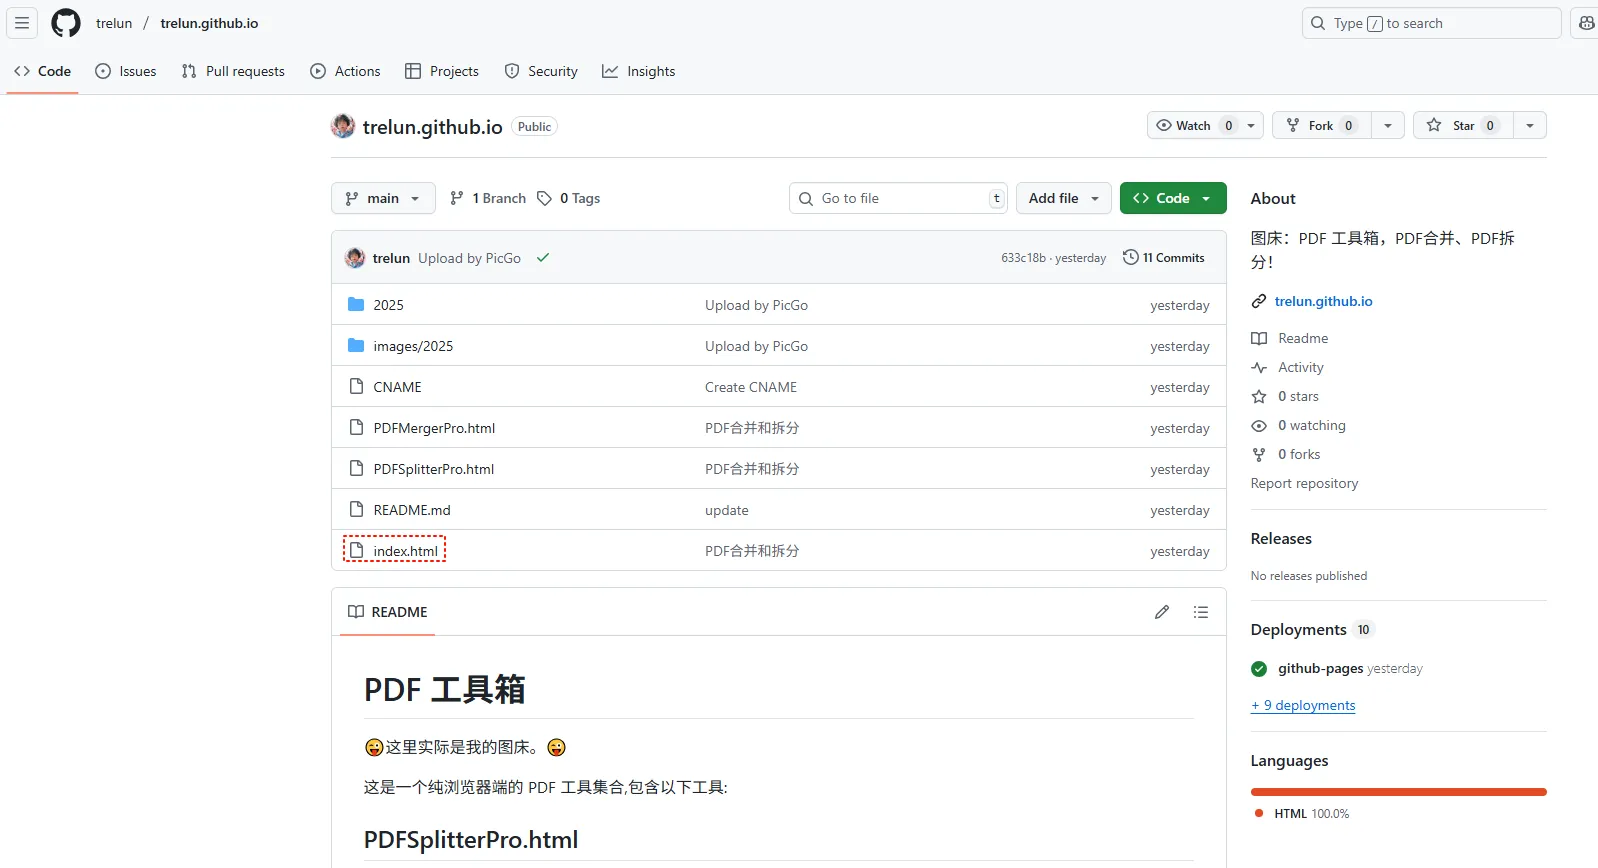 trelun / trelun.github.io
Type / to search
Code Issues Pull requests Actions Projects Security Insights
trelun.github.io Public
Watch 0 Fork 0 Star 0
main 1 Branch 0 Tags Go to file t Add file Code
trelun Upload by PicGo 633c18b · yesterday 11 Commits
2025 Upload by PicGo yesterday
images/2025 Upload by PicGo yesterday
CNAME Create CNAME yesterday
PDFMergerPro.html PDF合并和拆分 yesterday
PDFSplitterPro.html PDF合并和拆分 yesterday
README.md update yesterday
index.html PDF合并和拆分 yesterday
README
PDF 工具箱
😜这里实际是我的图床。😜
这是一个纯浏览器端的 PDF 工具集合,包含以下工具:
PDFSplitterPro.html
About
图床：PDF 工具箱，PDF合并、PDF拆
分！
trelun.github.io
Readme
Activity
0 stars
0 watching
0 forks
Report repository
Releases
No releases published
Deployments 10
github-pages yesterday
+ 9 deployments
Languages
HTML 100.0%